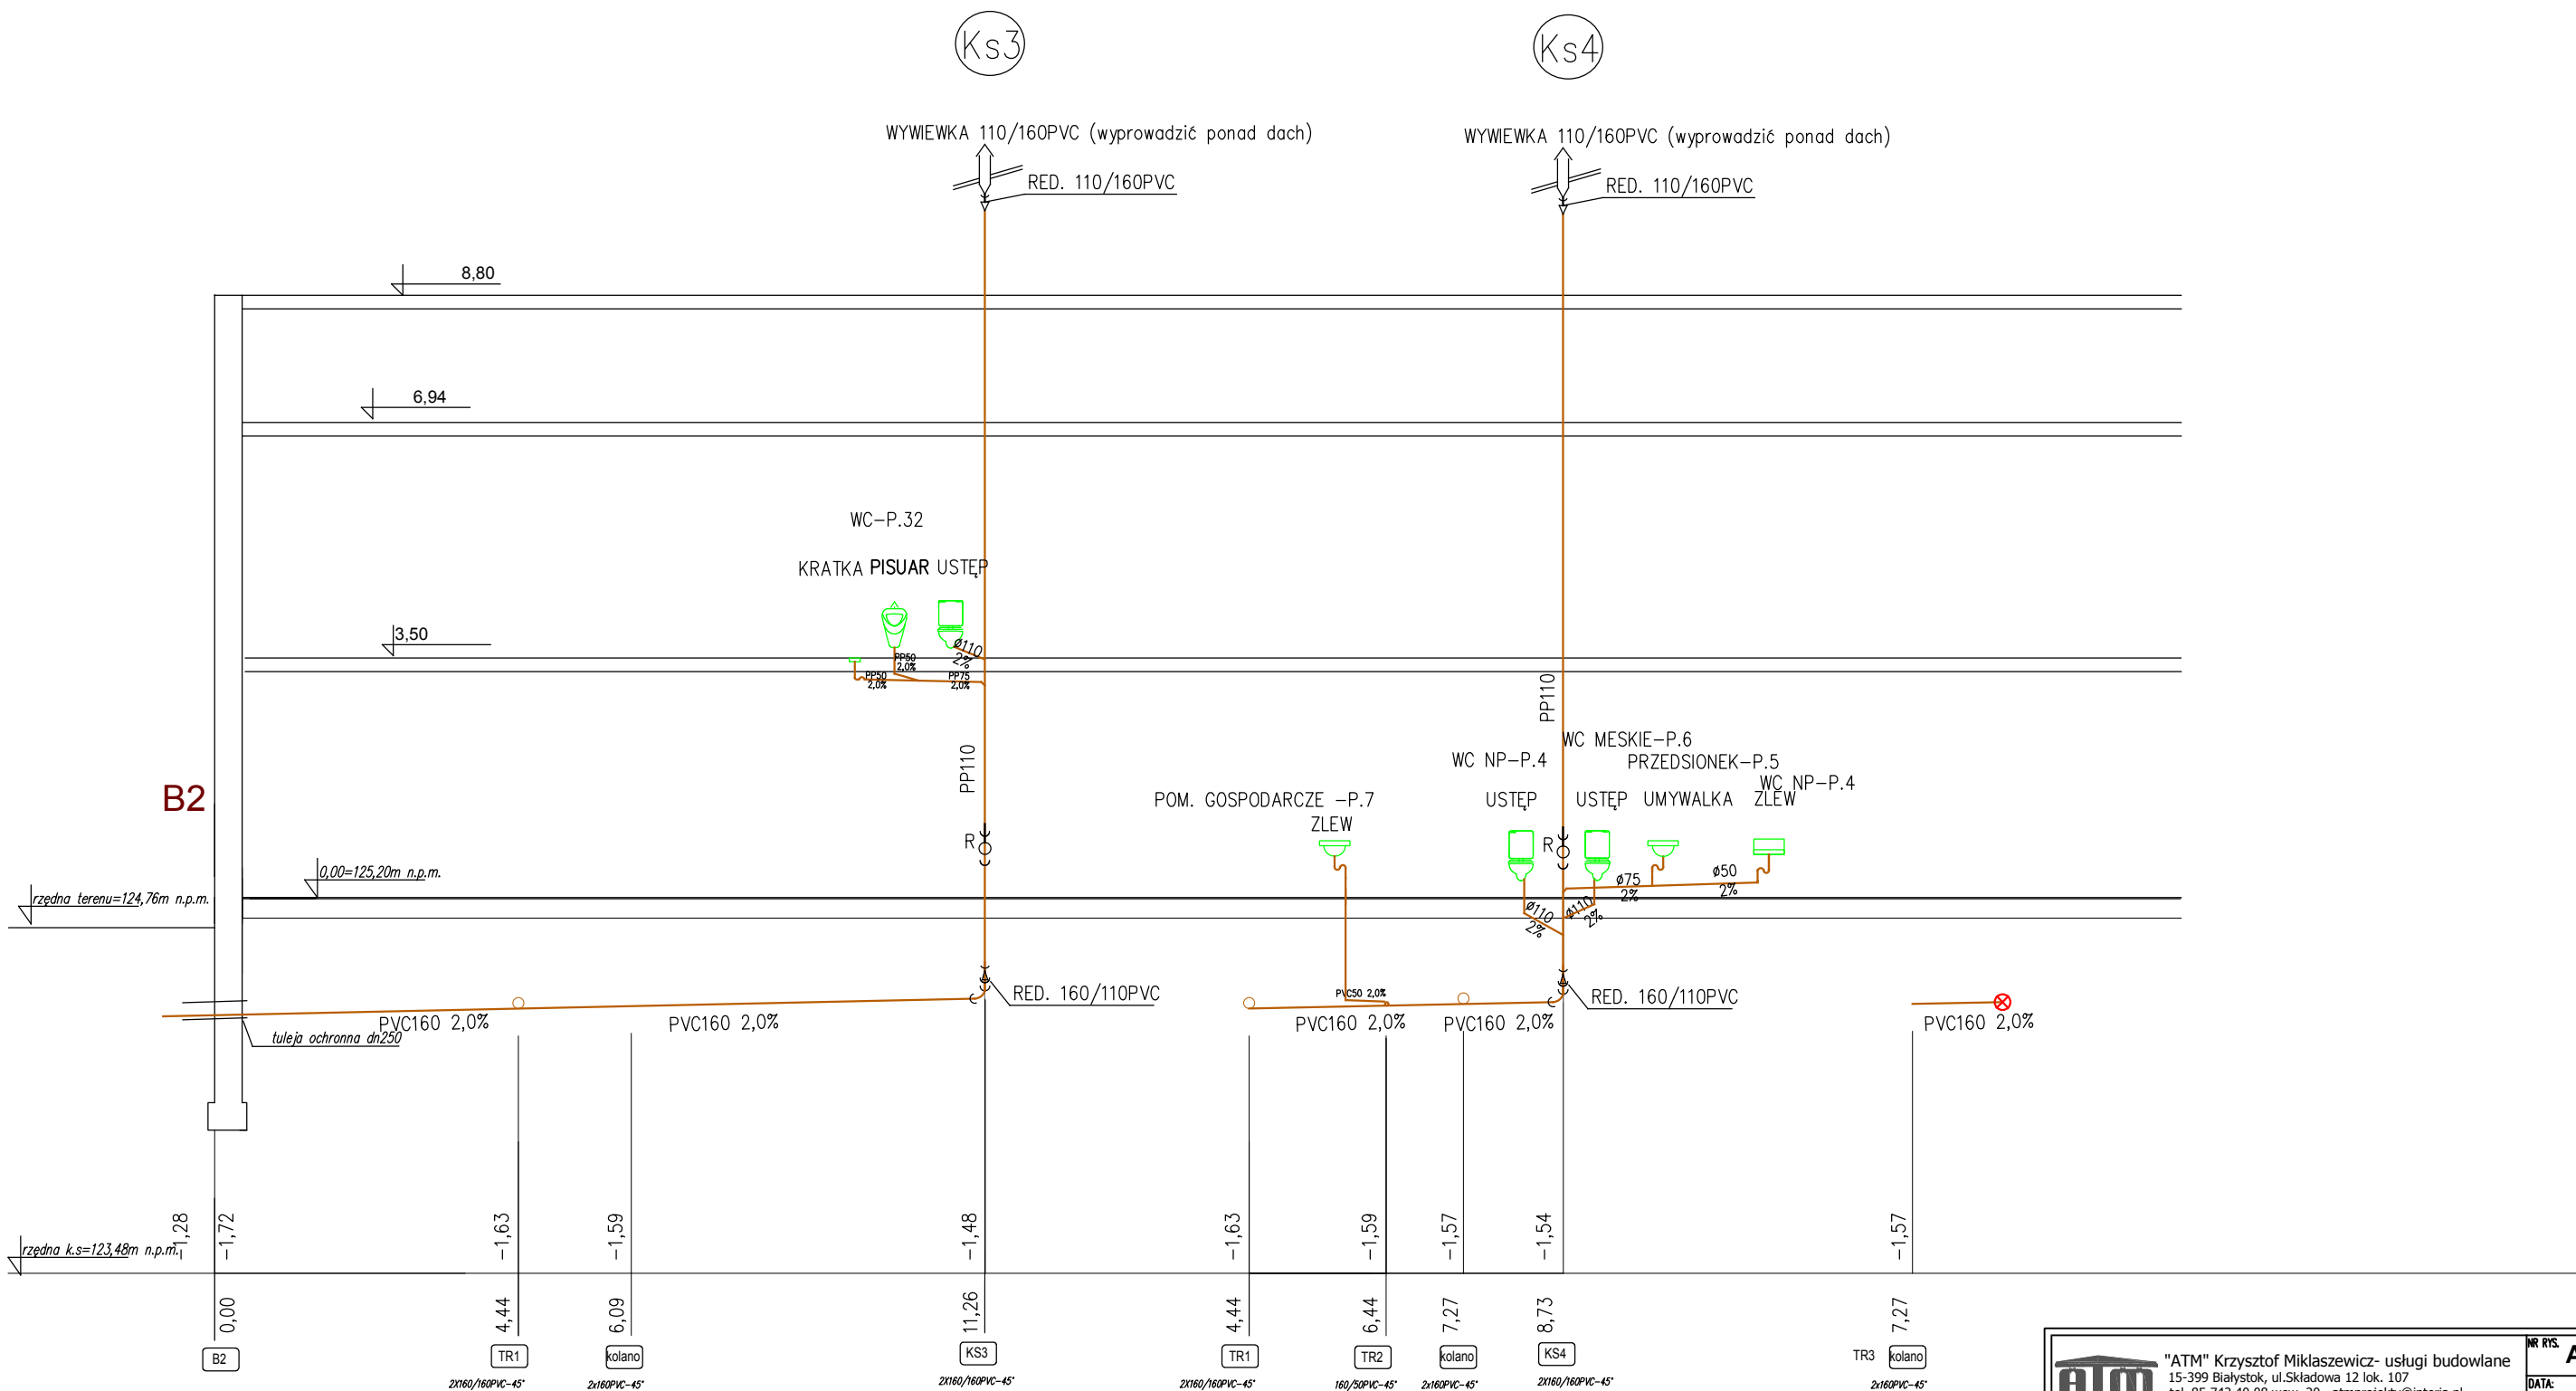 Ks3
Ks4
WYWIEWKA 110/160PVC (wyprowadzić ponad dach)
WYWIEWKA 110/160PVC (wyprowadzić ponad dach)
RED. 110/160PVC
RED. 110/160PVC
8,80
6,94
WC-P.32
KRATKA PISUAR USTĘP
3,50
Ø110
2%
PP50
2,0%
PP50
2,0%
PP75
2,0%
PP110
PP110
WC MESKIE-P.6
WC NP-P.4
PRZEDSIONEK-P.5
WC NP-P.4
B2
POM. GOSPODARCZE -P.7
USTĘP
USTĘP
UMYWALKA
ZLEW
ZLEW
R
R
0,00=125,20m n.p.m.
rzędna terenu=124,76m n.p.m.
Ø75
2%
Ø50
2%
Ø110
2%
Ø110
2%
RED. 160/110PVC
PVC50 2,0%
RED. 160/110PVC
PVC160 2,0%
PVC160 2,0%
PVC160 2,0%
PVC160 2,0%
PVC160 2,0%
tuleja ochronna dn250
-1,28
-1,72
-1,63
-1,59
-1,48
-1,63
-1,59
-1,57
-1,54
-1,57
rzędna k.s=123,48m n.p.m.
0,00
4,44
6,09
11,26
4,44
6,44
7,27
8,73
7,27
B2
TR1
kolano
KS3
TR1
TR2
kolano
KS4
TR3
kolano
2X160/160PVC-45°
2x160PVC-45°
2X160/160PVC-45°
2X160/160PVC-45°
160/50PVC-45°
2x160PVC-45°
2X160/160PVC-45°
2x160PVC-45°
ATM
"ATM" Krzysztof Miklaszewicz- usługi budowlane
15-399 Białystok, ul.Składowa 12 lok. 107
NR RYS.
DATA: